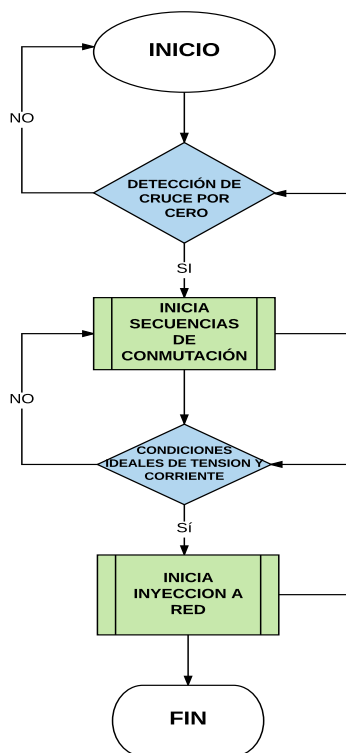 INICIO
NO
DETECCIÓN DE
CRUCE POR
CERO
SI
INICIA
SECUENCIAS
DE
CONMUTACIÓN
NO
CONDICIONES
IDEALES DE TENSION Y
CORRIENTE
Sí
INICIA
INYECCION A
RED
FIN